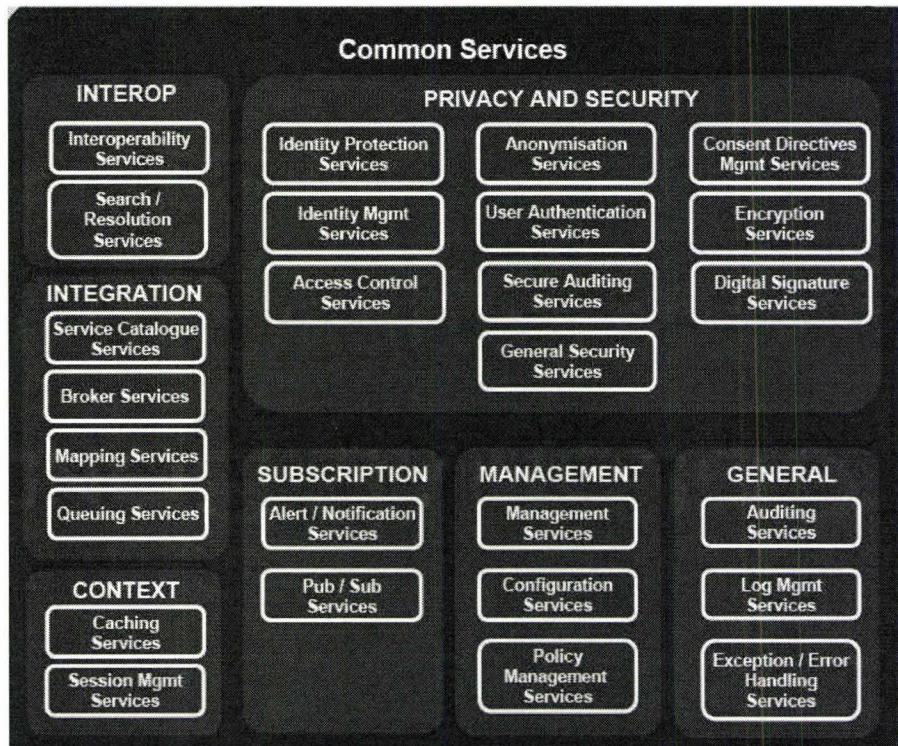 Common Services
INTEROP
Interoperability
Services
Search /
Resolution
Services
INTEGRATION
Service Catalogue
Services
Broker Services
Mapping Services
Queuing Services
CONTEXT
Caching
Services
Session Mgmt
Services
PRIVACY AND SECURITY
Identity Protection
Services
Anonymisation
Services
Consent Directives
Mgmt Services
Identity Mgmt
Services
User Authentication
Services
Encryption
Services
Access Control
Services
Secure Auditing
Services
Digital Signature
Services
General Security
Services
SUBSCRIPTION
Alert / Notification
Services
Pub / Sub
Services
MANAGEMENT
Management
Services
Configuration
Services
Policy
Management
Services
GENERAL
Auditing
Services
Log Mgmt
Services
Exception / Error
Handling
Services